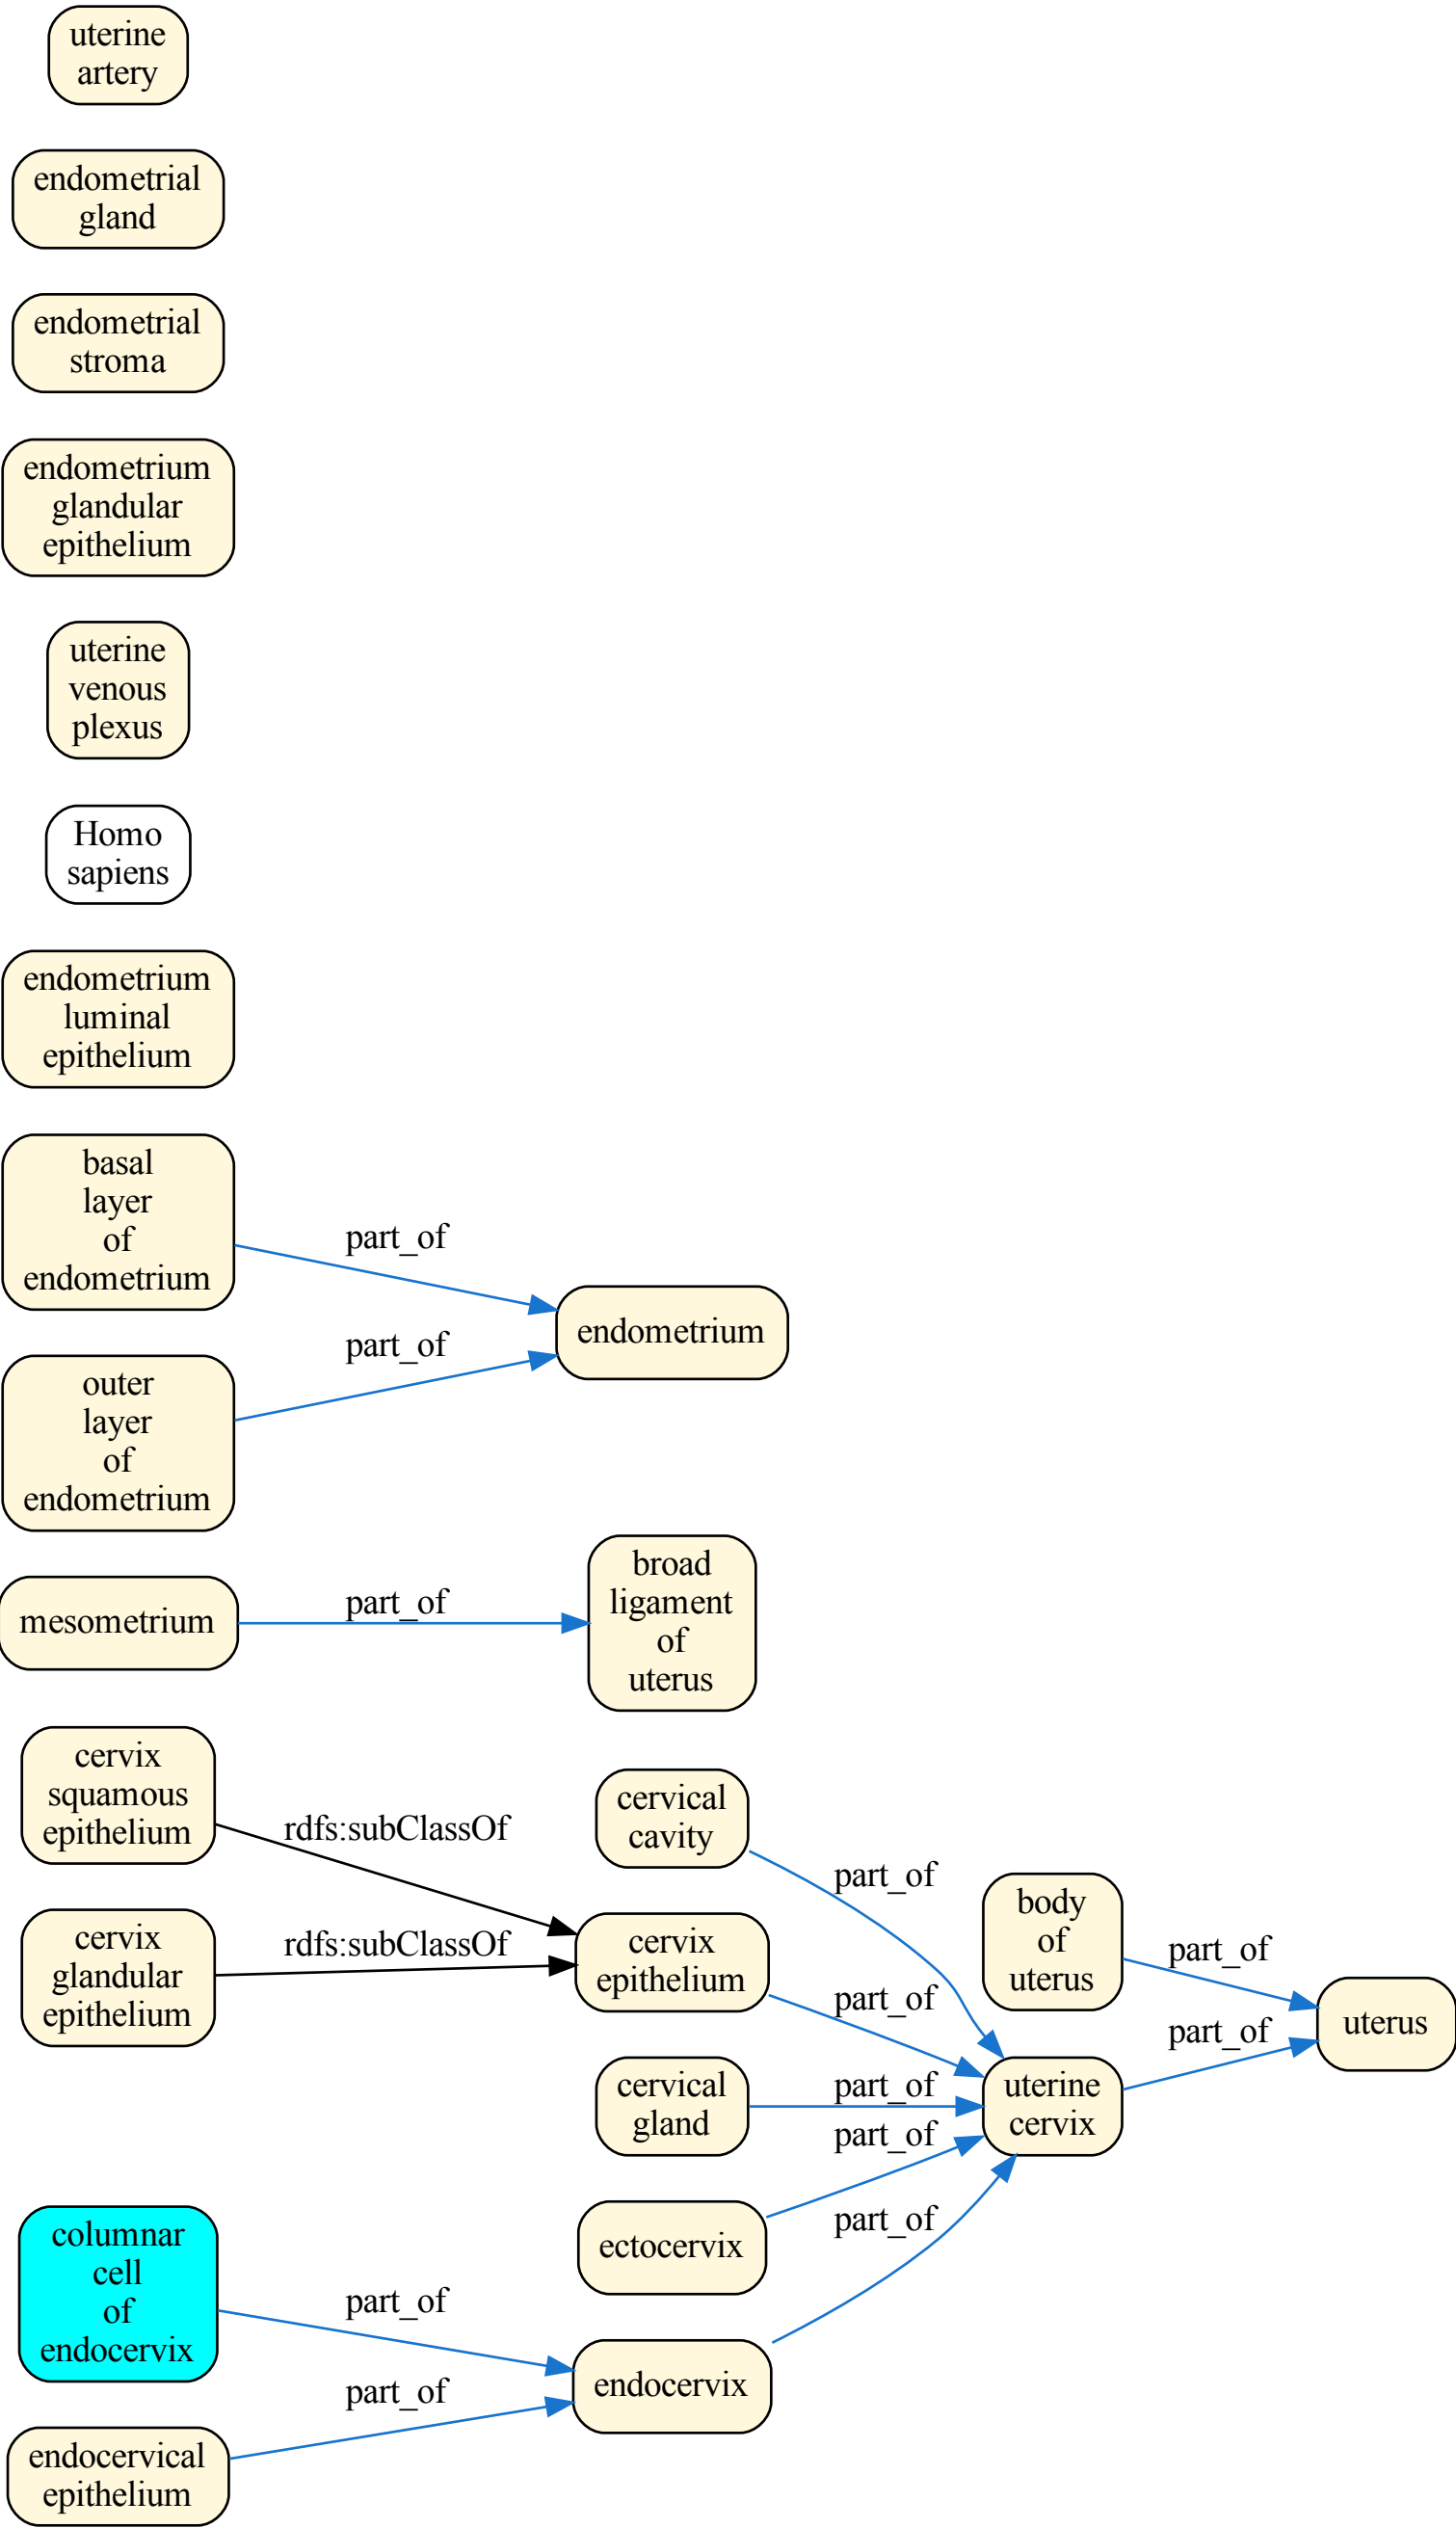 uterine
artery
endometrial
gland
endometrial
stroma
endometrium
glandular
epithelium
uterine
venous
plexus
Homo
sapiens
endometrium
luminal
epithelium
basal
layer
of
endometrium
part_of
outer
layer
of
endometrium
part_of
endometrium
mesometrium
part_of
broad
ligament
of
uterus
cervix
squamous
epithelium
rdfs:subClassOf
cervix
glandular
epithelium
rdfs:subClassOf
cervical
cavity
part_of
cervix
epithelium
part_of
cervical
gland
part_of
ectocervix
part_of
columnar
cell
of
endocervix
part_of
endocervical
epithelium
part_of
endocervix
part_of
body
of
uterus
part_of
uterine
cervix
part_of
uterus